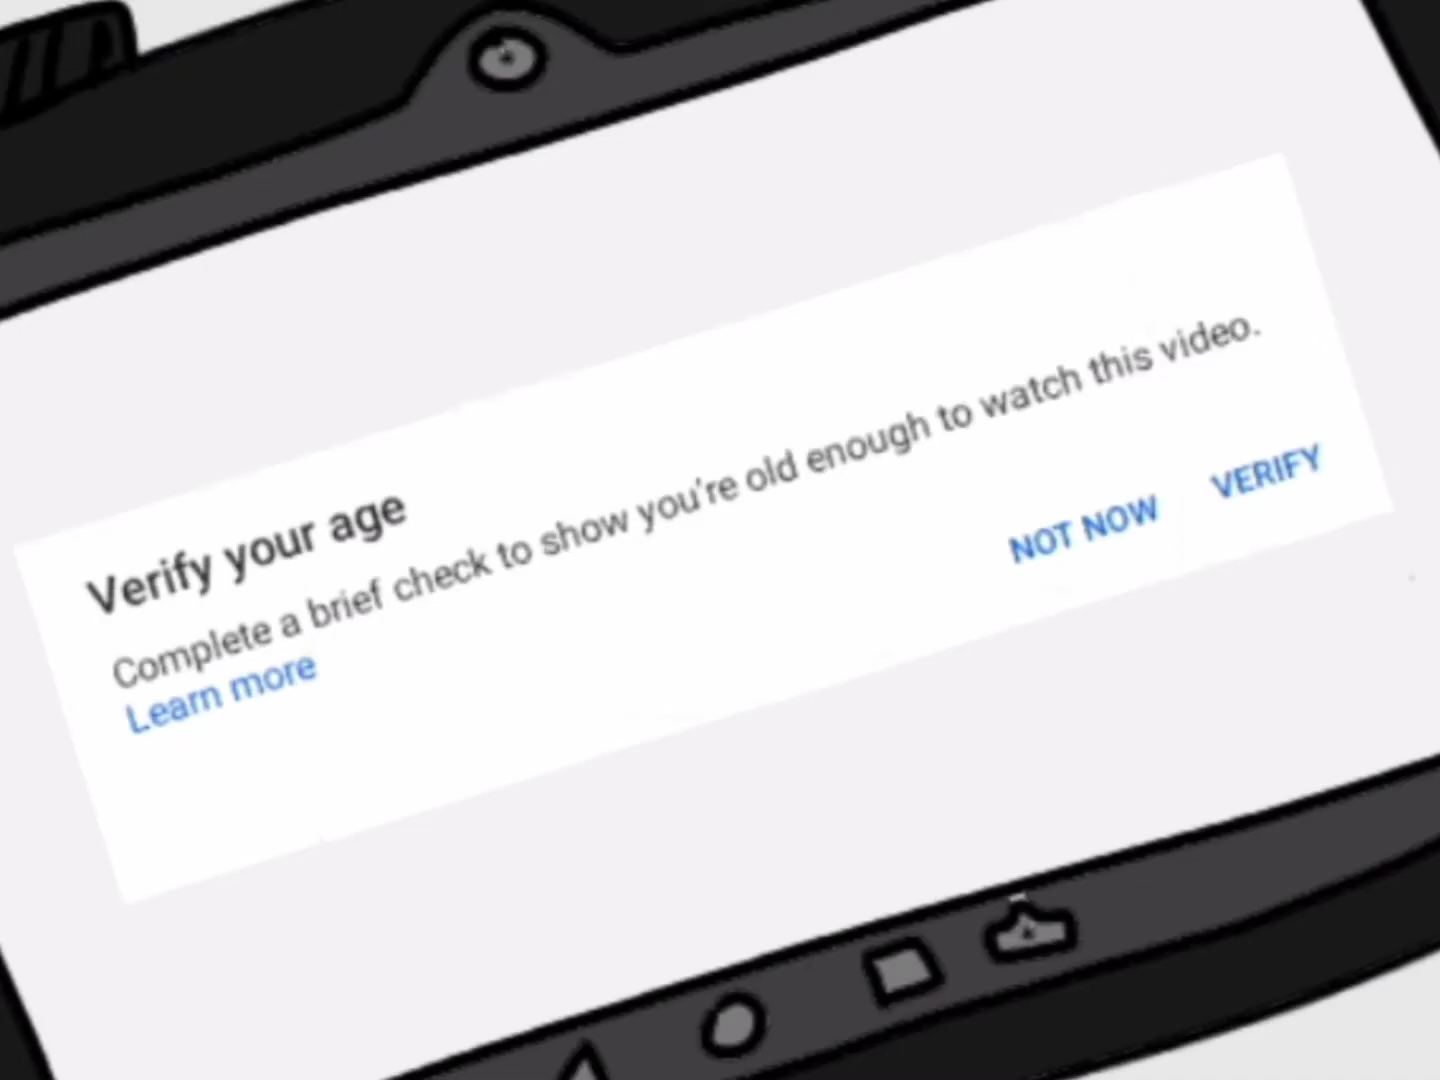 Verify your age
Complete a brief check to show you're old enough to watch this video.
Learn more
NOT NOW VERIFY